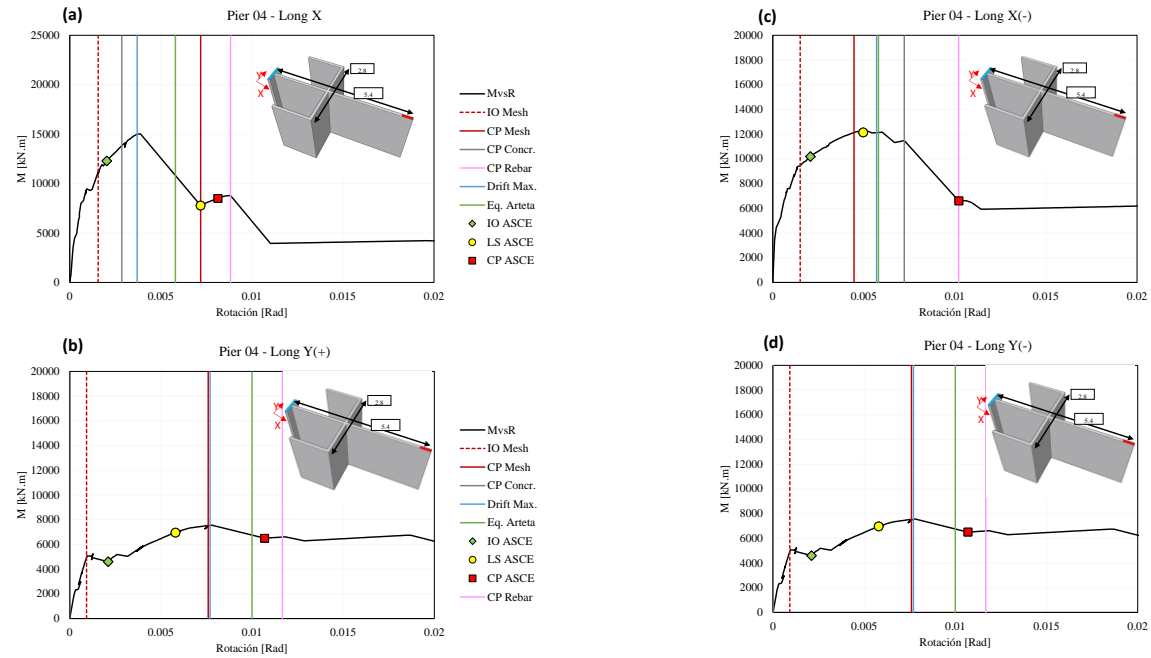 (a)
Pier 04 - Long X
25000
20000
15000
10000
5000
0
M [kN.m]
0
0.005
0.01
0.015
0.02
Rotación [Rad]
Y
X
2.8
5.4
MvsR
IO Mesh
CP Mesh
CP Concr.
CP Rebar
Drift Max.
Eq. Arteta
IO ASCE
LS ASCE
CP ASCE
(c)
Pier 04 - Long X(-)
20000
18000
16000
14000
12000
10000
8000
6000
4000
2000
0
M [kN.m]
0
0.005
0.01
0.015
0.02
Rotación [Rad]
Y
X
2.8
5.4
(b)
Pier 04 - Long Y(+)
20000
18000
16000
14000
12000
10000
8000
6000
4000
2000
0
M [kN.m]
0
0.005
0.01
0.015
0.02
Rotación [Rad]
Y
X
2.8
5.4
MvsR
IO Mesh
CP Mesh
CP Concr.
Drift Max.
Eq. Arteta
IO ASCE
LS ASCE
CP ASCE
CP Rebar
(d)
Pier 04 - Long Y(-)
20000
18000
16000
14000
12000
10000
8000
6000
4000
2000
0
M [kN.m]
0
0.005
0.01
0.015
0.02
Rotación [Rad]
Y
X
2.8
5.4